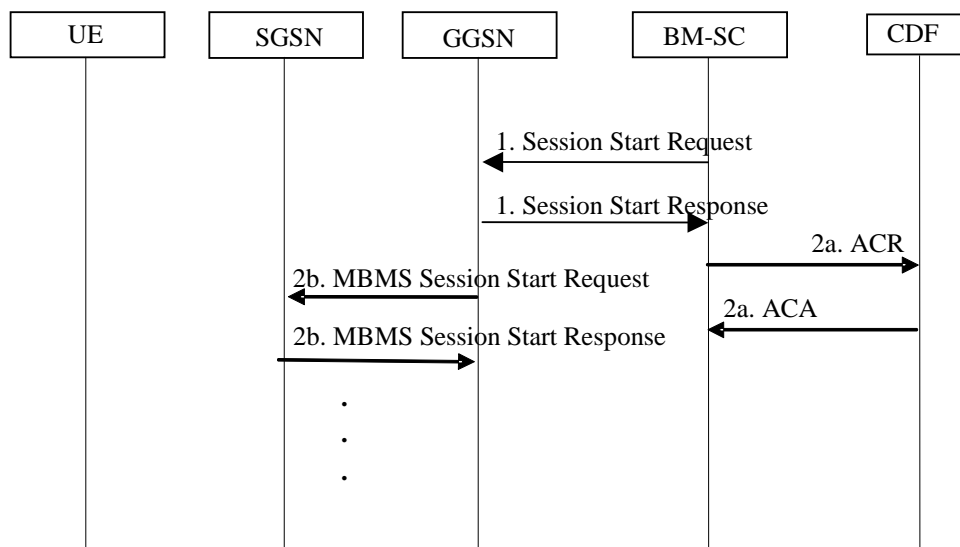 UE
SGSN
GGSN
BM-SC
CDF
1. Session Start Request
1. Session Start Response
2a. ACR
2b. MBMS Session Start Request
2a. ACA
2b. MBMS Session Start Response
.
.
.